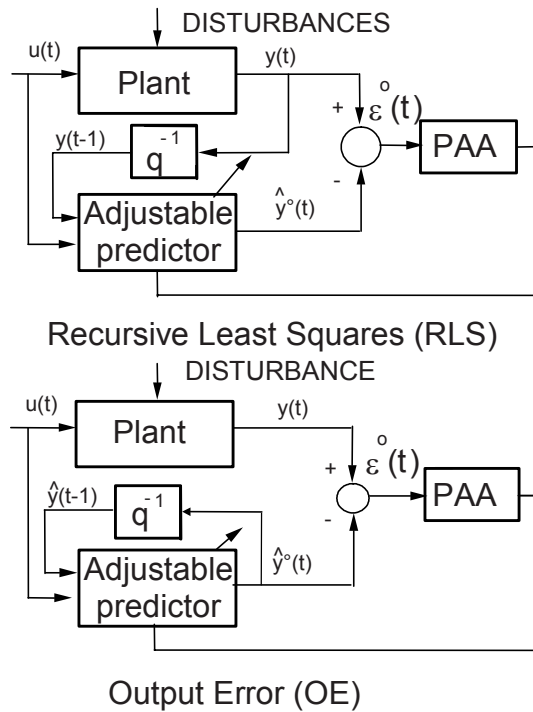 DISTURBANCES
u(t)
Plant
y(t)
+
ε°(t)
PAA
y(t-1)
q⁻¹
-
Adjustable
predictor
ŷ°(t)
Recursive Least Squares (RLS)
DISTURBANCE
u(t)
Plant
y(t)
+
ε°(t)
PAA
ŷ(t-1)
q⁻¹
-
Adjustable
predictor
ŷ°(t)
Output Error (OE)